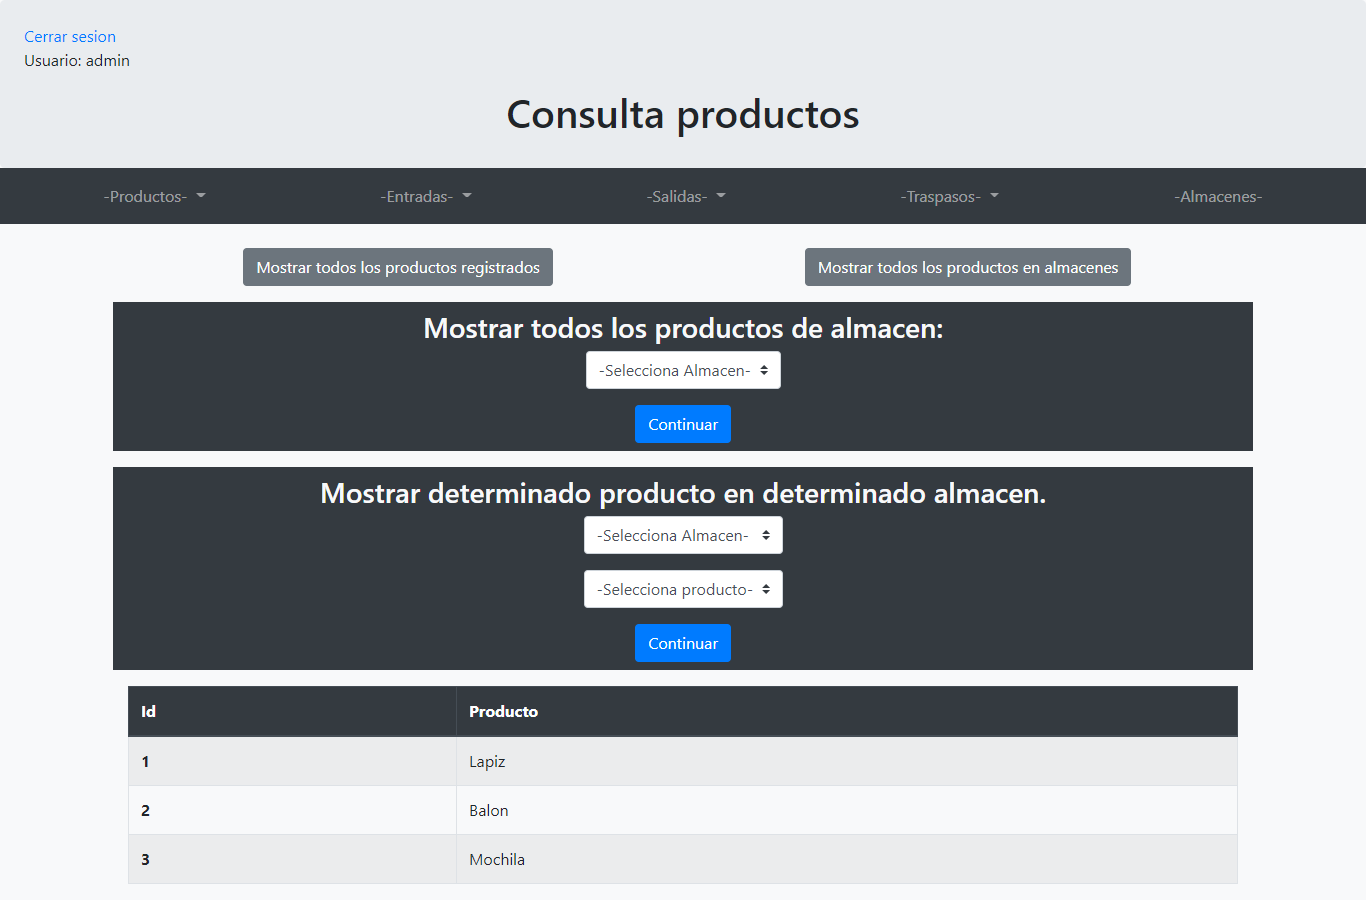 Cerrar sesion
Usuario: admin
Consulta productos
-Productos- -Entradas- -Salidas- -Traspasos- -Almacenes-
Mostrar todos los productos registrados Mostrar todos los productos en almacenes
Mostrar todos los productos de almacen:
-Selecciona Almacen-
Continuar
Mostrar determinado producto en determinado almacen.
-Selecciona Almacen-
-Selecciona producto-
Continuar
Id Producto
1 Lapiz
2 Balon
3 Mochila